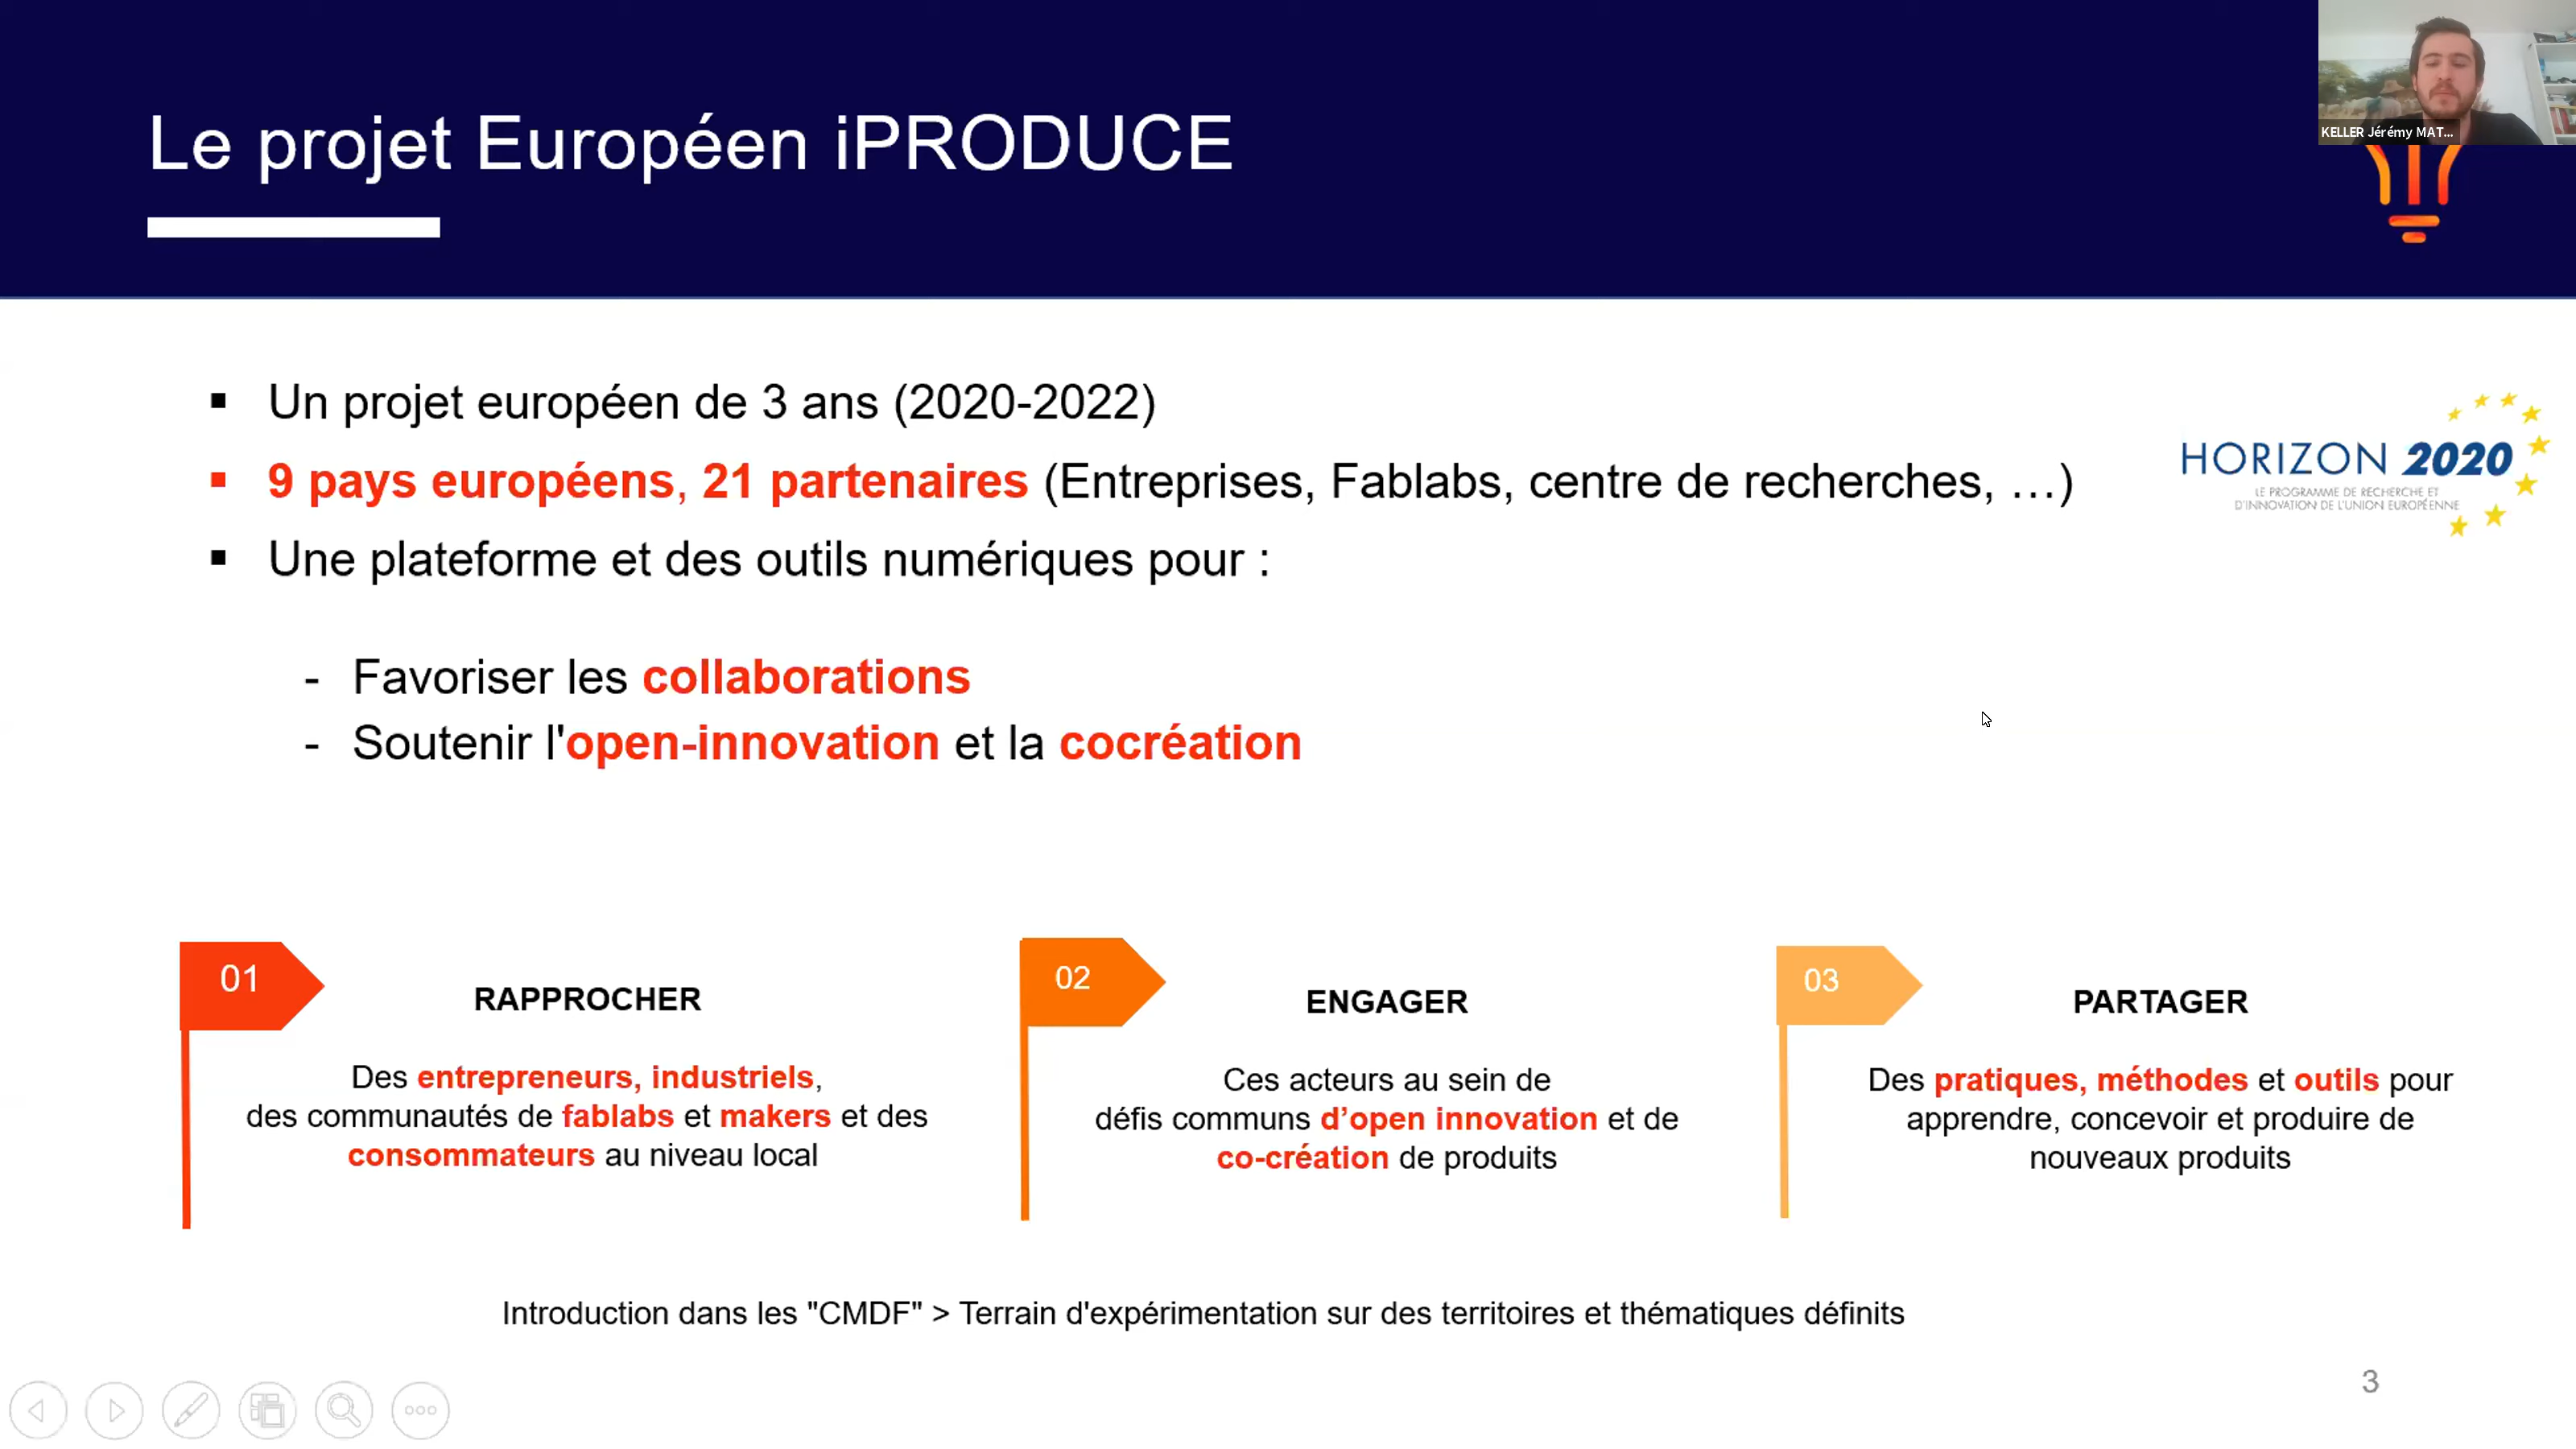 KELLER Jérémy MAT...
Le projet Européen iPRODUCE
▪ Un projet européen de 3 ans (2020-2022)
▪ 9 pays européens, 21 partenaires (Entreprises, Fablabs, centre de recherches, …)
HORIZON 2020
LE PROGRAMME DE RECHERCHE ET
D'INNOVATION DE L'UNION EUROPÉENNE
▪ Une plateforme et des outils numériques pour :
- Favoriser les collaborations
- Soutenir l'open-innovation et la cocréation
01
RAPPROCHER
Des entrepreneurs, industriels,
des communautés de fablabs et makers et des
consommateurs au niveau local
02
ENGAGER
Ces acteurs au sein de
défis communs d’open innovation et de
co-création de produits
03
PARTAGER
Des pratiques, méthodes et outils pour
apprendre, concevoir et produire de
nouveaux produits
Introduction dans les "CMDF" > Terrain d'expérimentation sur des territoires et thématiques définits
3